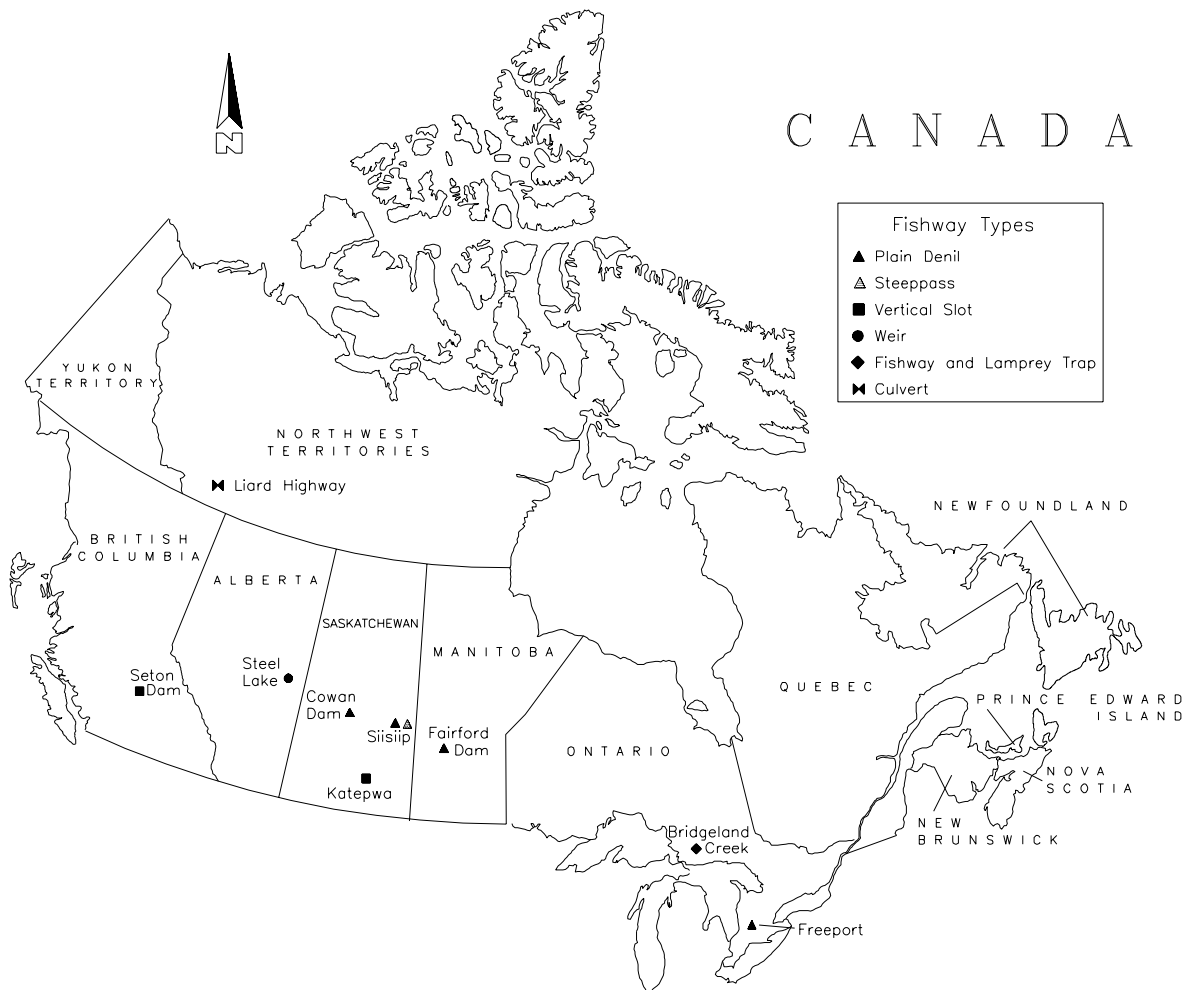 CANADA
N
Fishway Types
Plain Denil
Steeppass
Vertical Slot
Weir
Fishway and Lamprey Trap
Culvert
YUKON
TERRITORY
NORTHWEST
TERRITORIES
Liard Highway
NEWFOUNDLAND
BRITISH
COLUMBIA
ALBERTA
SASKATCHEWAN
MANITOBA
Seton
Dam
Steel
Lake
Cowan
Dam
Siisiip
Fairford
Dam
Katepwa
ONTARIO
QUEBEC
PRINCE EDWARD
ISLAND
NOVA
SCOTIA
NEW
BRUNSWICK
Bridgeland
Creek
Freeport